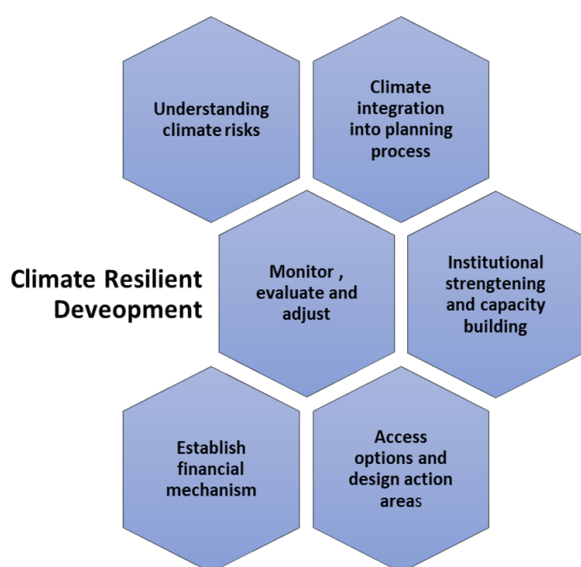 Understanding
climate risks
Climate
integration
into planning
process
Climate Resilient
Deveopment
Monitor ,
evaluate and
adjust
Institutional
strengtening
and capacity
building
Establish
financial
mechanism
Access
options and
design action
areas